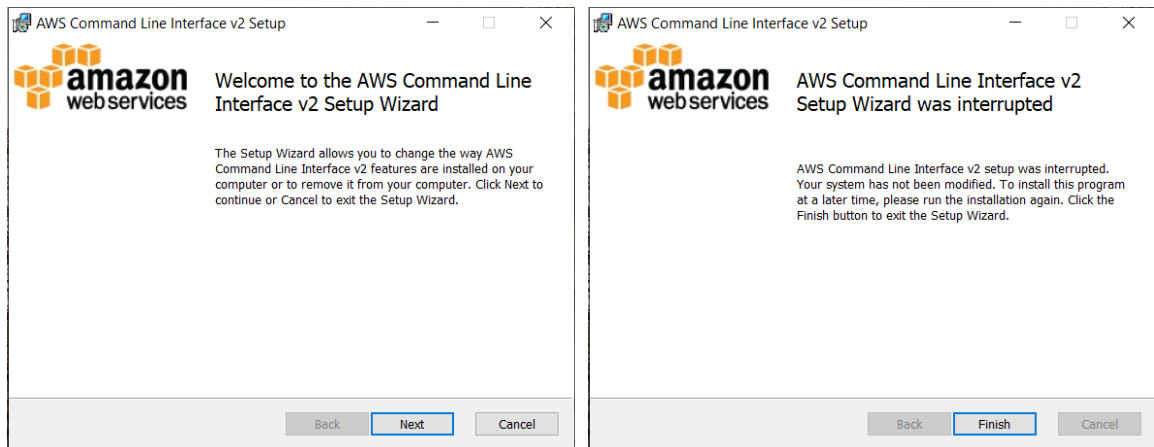 AWS Command Line Interface v2 Setup
amazon
webservices
Welcome to the AWS Command Line
Interface v2 Setup Wizard
The Setup Wizard allows you to change the way AWS
Command Line Interface v2 features are installed on your
computer or to remove it from your computer. Click Next to
continue or Cancel to exit the Setup Wizard.
Back
Next
Cancel
AWS Command Line Interface v2 Setup
amazon
webservices
AWS Command Line Interface v2
Setup Wizard was interrupted
AWS Command Line Interface v2 setup was interrupted.
Your system has not been modified. To install this program
at a later time, please run the installation again. Click the
Finish button to exit the Setup Wizard.
Back
Finish
Cancel